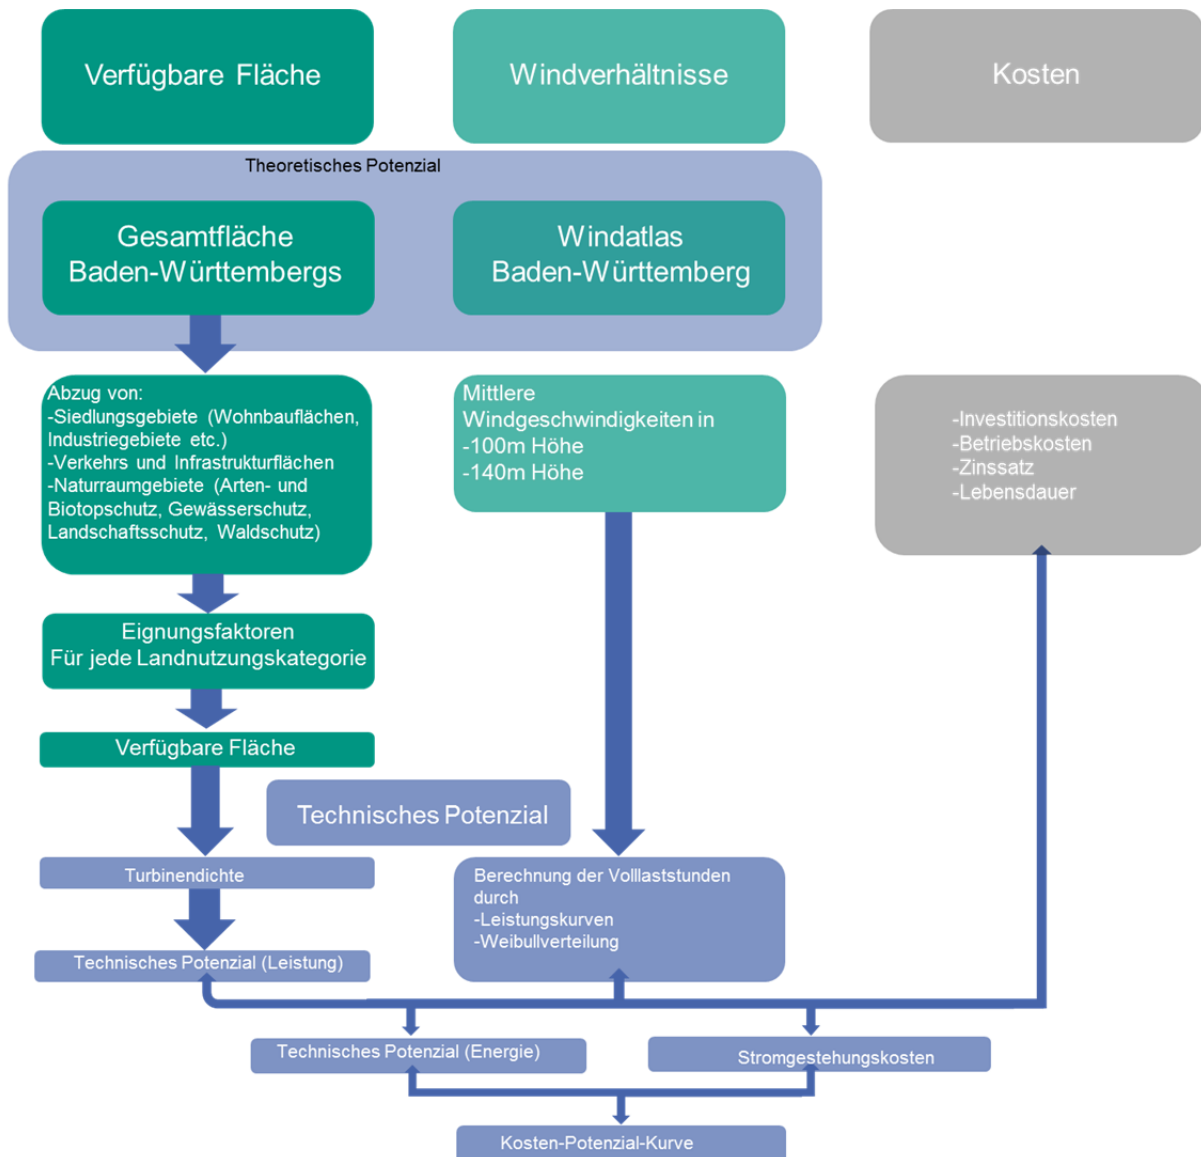 Verfügbare Fläche
Windverhältnisse
Kosten
Theoretisches Potenzial
Gesamtfläche
Baden-Württembergs
Windatlas
Baden-Württemberg
Abzug von:
-Siedlungsgebiete (Wohnbauflächen,
Industriegebiete etc.)
-Verkehrs und Infrastrukturflächen
-Naturraumgebiete (Arten- und
Biotopschutz, Gewässerschutz,
Landschaftsschutz, Waldschutz)
Mittlere
Windgeschwindigkeiten in
-100m Höhe
-140m Höhe
-Investitionskosten
-Betriebskosten
-Zinssatz
-Lebensdauer
Eignungsfaktoren
Für jede Landnutzungskategorie
Verfügbare Fläche
Technisches Potenzial
Turbinendichte
Berechnung der Volllaststunden
durch
-Leistungskurven
-Weibullverteilung
Technisches Potenzial (Leistung)
Technisches Potenzial (Energie)
Stromgestehungskosten
Kosten-Potenzial-Kurve